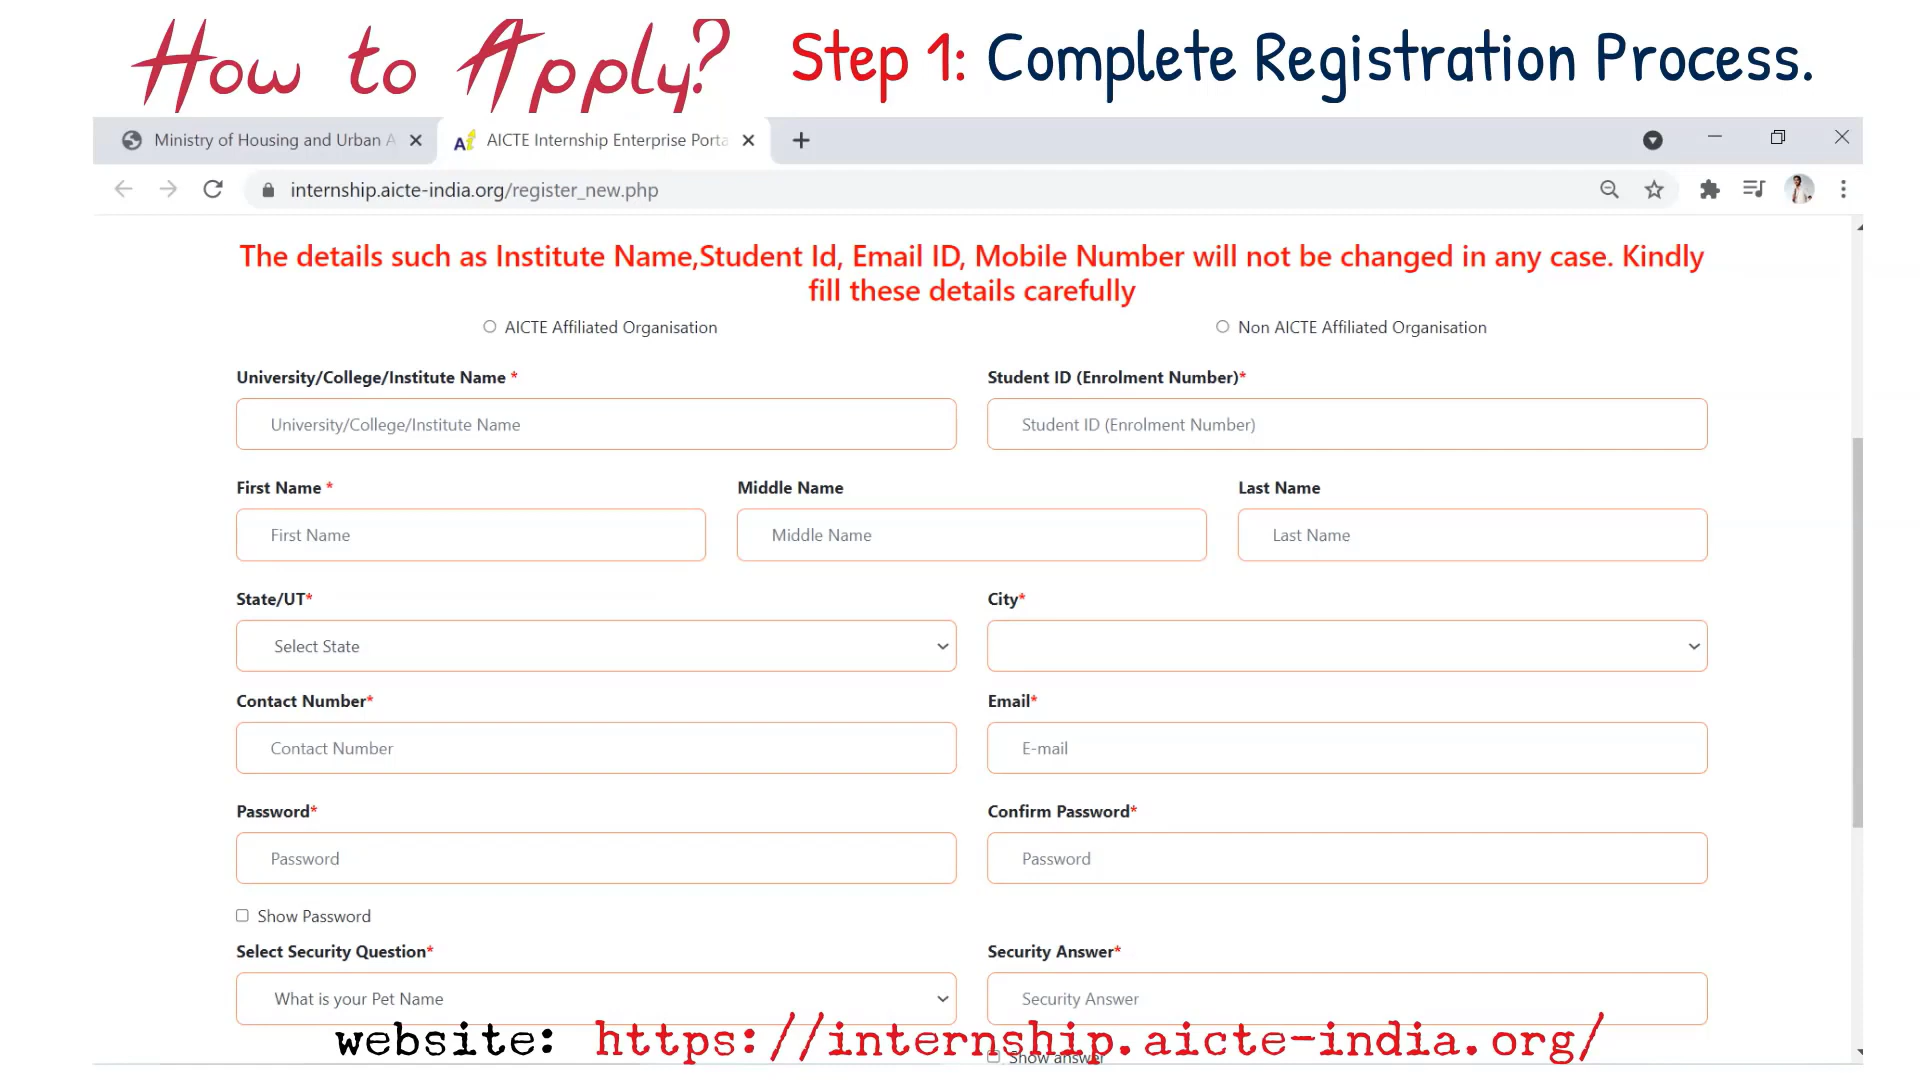 How to Apply? Step 1: Complete Registration Process.
Ministry of Housing and Urban A AICTE Internship Enterprise Porta
internship.aicte-india.org/register_new.php
The details such as Institute Name,Student Id, Email ID, Mobile Number will not be changed in any case. Kindly
fill these details carefully
AICTE Affiliated Organisation Non AICTE Affiliated Organisation
University/College/Institute Name * Student ID (Enrolment Number)*
University/College/Institute Name Student ID (Enrolment Number)
First Name * Middle Name Last Name
First Name Middle Name Last Name
State/UT* City*
Select State
Contact Number* Email*
Contact Number E-mail
Password* Confirm Password*
Password Password
Show Password
Select Security Question* Security Answer*
What is your Pet Name Security Answer
website: https://internship.aicte-india.org/
Show answer